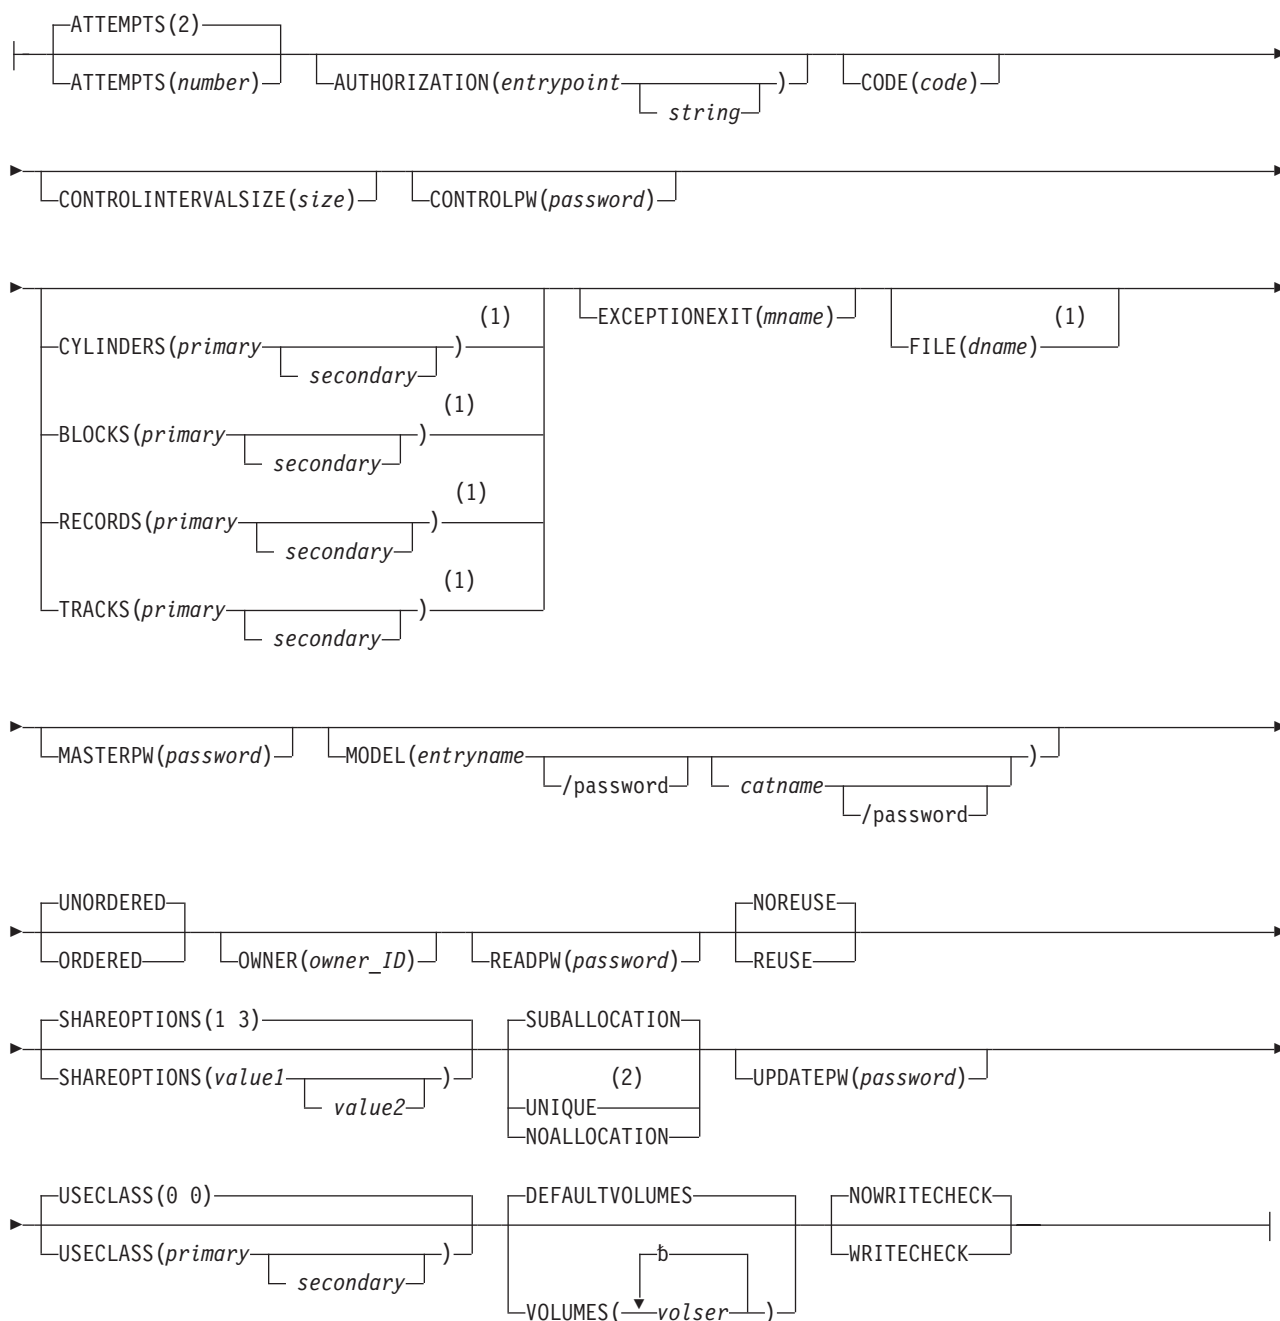 ATTEMPTS(2)
ATTEMPTS(number) AUTHORIZATION(entrypoint ) CODE(code)
string
CONTROLINTERVALSIZE(size) CONTROLPW(password)
(1) EXCEPTIONEXIT(mname) (1)
CYLINDERS(primary ) FILE(dname)
secondary
(1)
BLOCKS(primary )
secondary
(1)
RECORDS(primary )
secondary
(1)
TRACKS(primary )
secondary
MASTERPW(password) MODEL(entryname )
/password catname
/password
UNORDERED NOREUSE
ORDERED OWNER(owner_ID) READPW(password) REUSE
SHAREOPTIONS(1 3) SUBALLOCATION
SHAREOPTIONS(value1 ) (2) UPDATEPW(password)
value2 UNIQUE
NOALLOCATION
USECLASS(0 0) DEFAULTVOLUMES NOWRITECHECK
USECLASS(primary ) ƀ WRITECHECK
secondary
VOLUMES( volser )